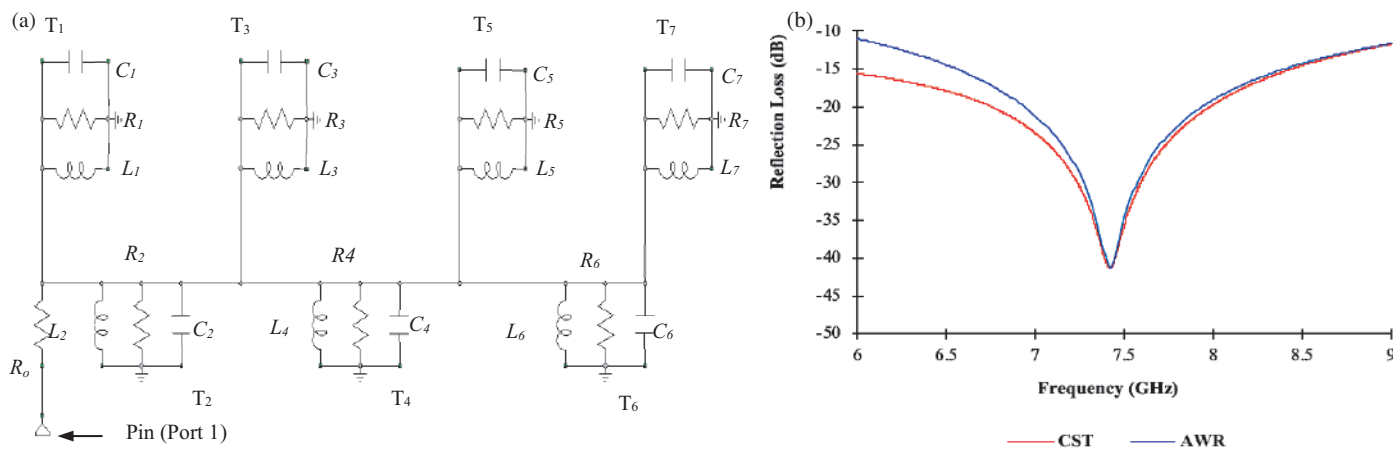 (a)
T1 T3 T5 T7
C1 C3 C5 C7
R1 R3 R5 R7
L1 L3 L5 L7
R2 R4 R6
L2 C2 L4 C4 L6 C6
Ro
T2 T4 T6
Pin (Port 1)
(b)
Reflection Loss (dB)
-10
-15
-20
-25
-30
-35
-40
-45
-50
6 6.5 7 7.5 8 8.5 9
Frequency (GHz)
CST AWR